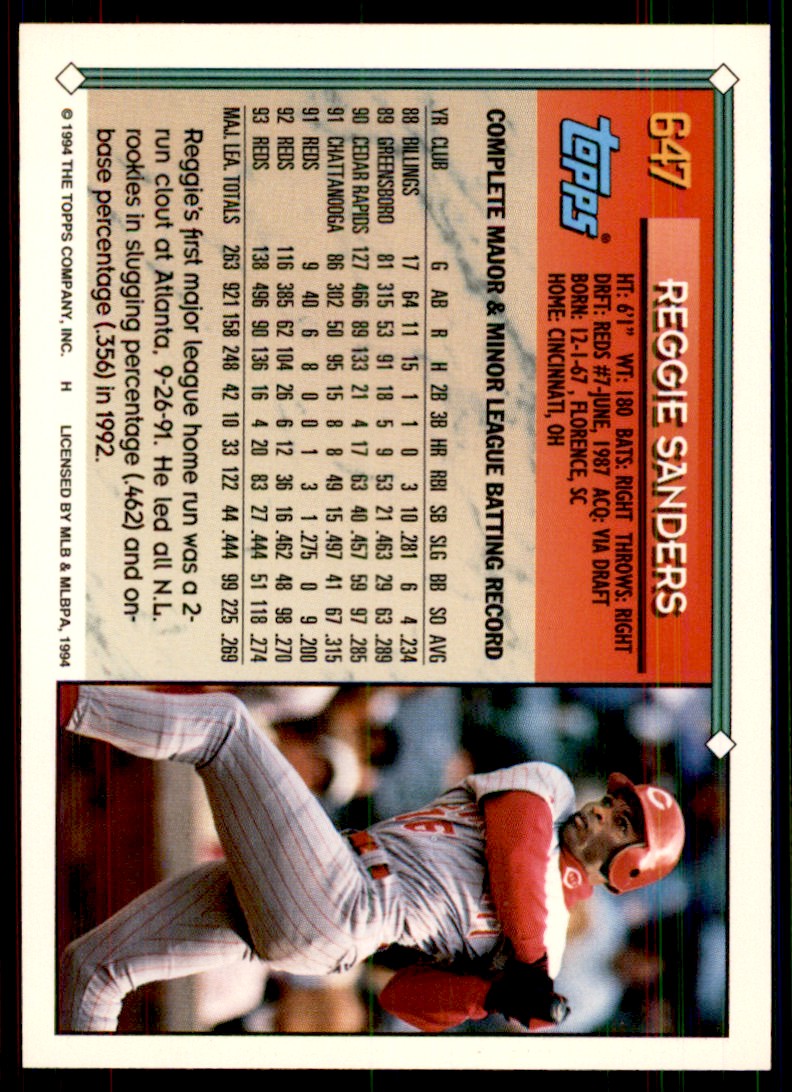 647
REGGIE SANDERS
topps®
HT: 6'1" WT: 180 BATS: RIGHT THROWS: RIGHT
DRFT: REDS #7-JUNE, 1987 ACQ: VIA DRAFT
BORN: 12-1-67, FLORENCE, SC
HOME: CINCINNATI, OH
COMPLETE MAJOR & MINOR LEAGUE BATTING RECORD
YR CLUB G AB R H 2B 3B HR RBI SB SLG BB SO AVG
88 BILLINGS 17 64 11 15 1 1 0 3 10 .281 6 4 .234
89 GREENSBORO 81 315 53 91 18 5 9 53 21 .463 29 63 .289
90 CEDAR RAPIDS 127 466 89 133 21 4 17 63 40 .457 59 97 .285
91 CHATTANOOGA 86 302 50 95 15 8 8 49 15 .497 41 67 .315
91 REDS 9 40 6 8 0 0 1 3 1 .275 0 9 .200
92 REDS 116 385 62 104 26 6 12 36 16 .462 48 98 .270
93 REDS 138 496 90 136 16 4 20 83 27 .444 51 118 .274
MAJ. LEA. TOTALS 263 921 158 248 42 10 33 122 44 .444 99 225 .269
Reggie's first major league home run was a 2-
run clout at Atlanta, 9-26-91. He led all N.L.
rookies in slugging percentage (.462) and on-
base percentage (.356) in 1992.
© 1994 THE TOPPS COMPANY, INC. H LICENSED BY MLB & MLBPA, 1994
C